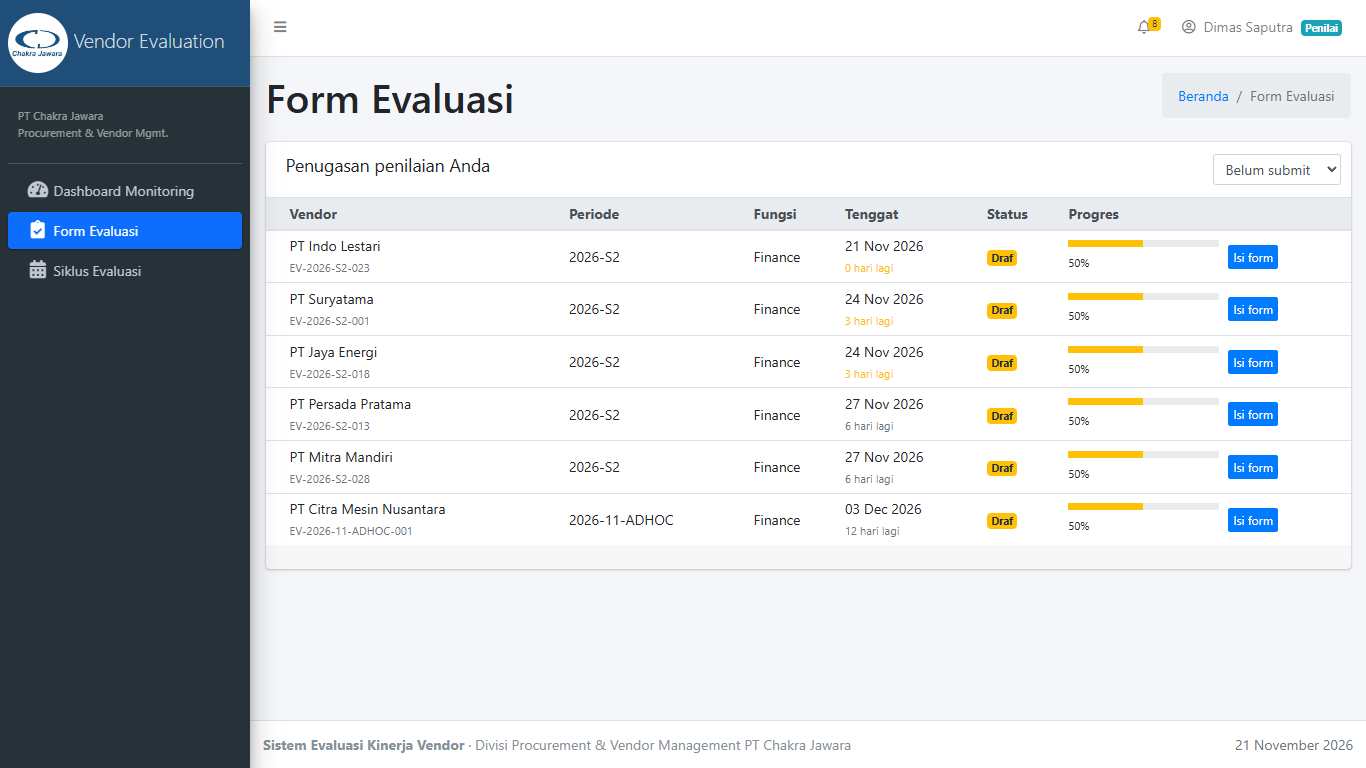 Chakra Jawara
Vendor Evaluation
8
Dimas Saputra Penilai
PT Chakra Jawara
Procurement & Vendor Mgmt.
Dashboard Monitoring
Form Evaluasi
Siklus Evaluasi
Form Evaluasi
Beranda / Form Evaluasi
Penugasan penilaian Anda
Belum submit
Vendor Periode Fungsi Tenggat Status Progres
PT Indo Lestari
EV-2026-S2-023
2026-S2
Finance
21 Nov 2026
0 hari lagi
Draf
50%
Isi form
PT Suryatama
EV-2026-S2-001
2026-S2
Finance
24 Nov 2026
3 hari lagi
Draf
50%
Isi form
PT Jaya Energi
EV-2026-S2-018
2026-S2
Finance
24 Nov 2026
3 hari lagi
Draf
50%
Isi form
PT Persada Pratama
EV-2026-S2-013
2026-S2
Finance
27 Nov 2026
6 hari lagi
Draf
50%
Isi form
PT Mitra Mandiri
EV-2026-S2-028
2026-S2
Finance
27 Nov 2026
6 hari lagi
Draf
50%
Isi form
PT Citra Mesin Nusantara
EV-2026-11-ADHOC-001
2026-11-ADHOC
Finance
03 Dec 2026
12 hari lagi
Draf
50%
Isi form
Sistem Evaluasi Kinerja Vendor · Divisi Procurement & Vendor Management PT Chakra Jawara
21 November 2026